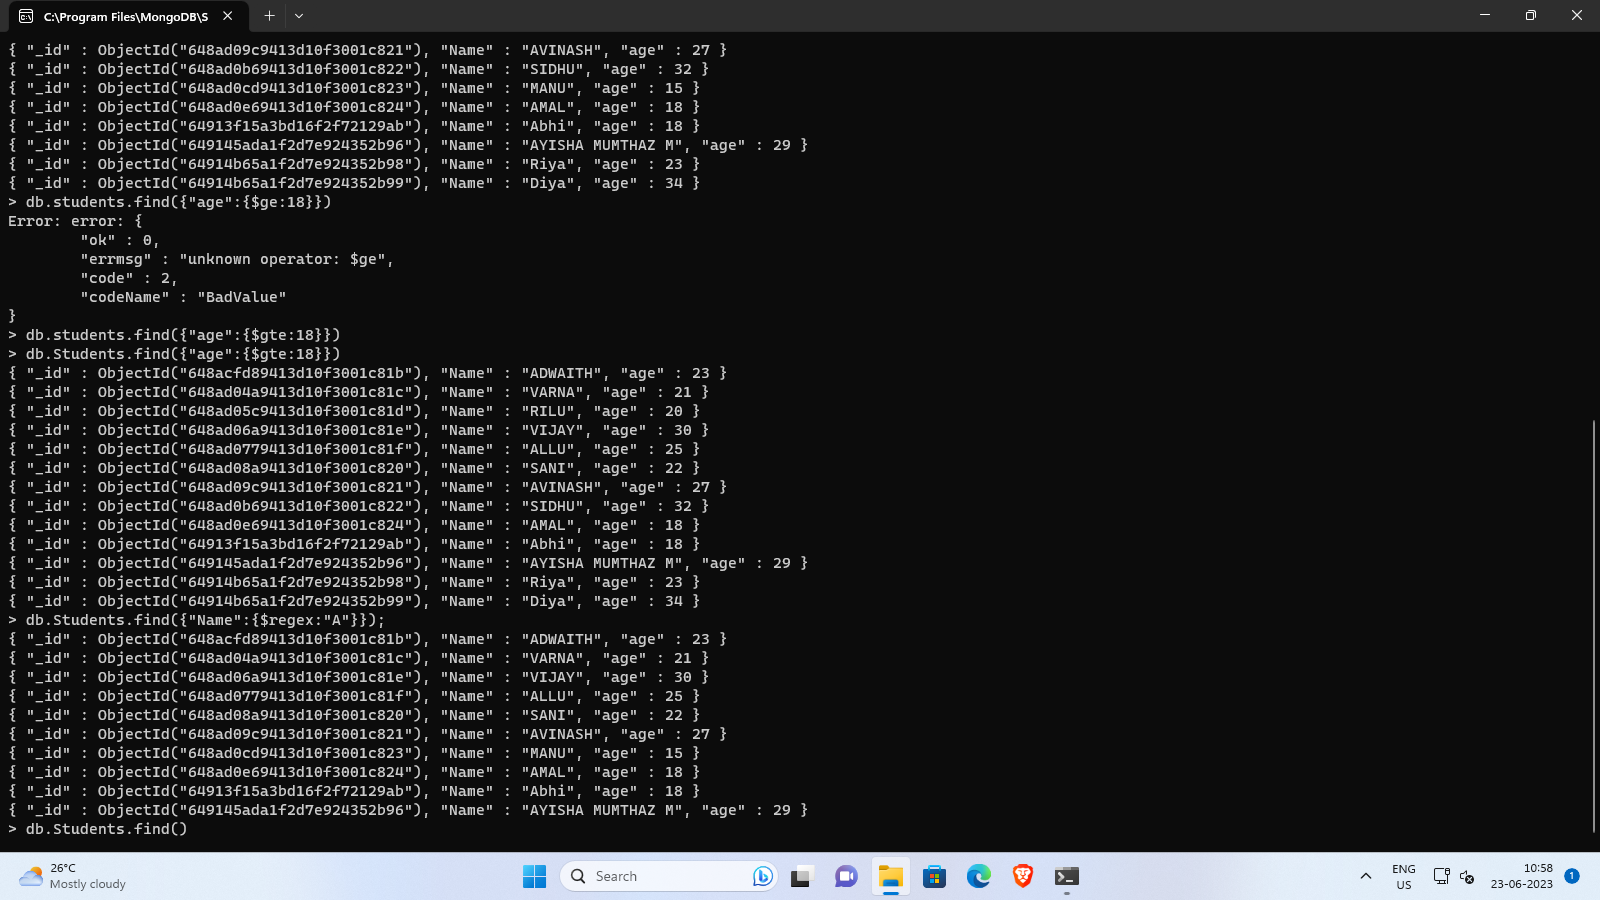 C:\Program Files\MongoDB\S
{ "_id" : ObjectId("648ad09c9413d10f3001c821"), "Name" : "AVINASH", "age" : 27 }
{ "_id" : ObjectId("648ad0b69413d10f3001c822"), "Name" : "SIDHU", "age" : 32 }
{ "_id" : ObjectId("648ad0cd9413d10f3001c823"), "Name" : "MANU", "age" : 15 }
{ "_id" : ObjectId("648ad0e69413d10f3001c824"), "Name" : "AMAL", "age" : 18 }
{ "_id" : ObjectId("64913f15a3bd16f2f72129ab"), "Name" : "Abhi", "age" : 18 }
{ "_id" : ObjectId("649145ada1f2d7e924352b96"), "Name" : "AYISHA MUMTHAZ M", "age" : 29 }
{ "_id" : ObjectId("64914b65a1f2d7e924352b98"), "Name" : "Riya", "age" : 23 }
{ "_id" : ObjectId("64914b65a1f2d7e924352b99"), "Name" : "Diya", "age" : 34 }
> db.students.find({"age":{$ge:18}})
Error: error: {
"ok" : 0,
"errmsg" : "unknown operator: $ge",
"code" : 2,
"codeName" : "BadValue"
}
> db.students.find({"age":{$gte:18}})
> db.Students.find({"age":{$gte:18}})
{ "_id" : ObjectId("648acfd89413d10f3001c81b"), "Name" : "ADWAITH", "age" : 23 }
{ "_id" : ObjectId("648ad04a9413d10f3001c81c"), "Name" : "VARNA", "age" : 21 }
{ "_id" : ObjectId("648ad05c9413d10f3001c81d"), "Name" : "RILU", "age" : 20 }
{ "_id" : ObjectId("648ad06a9413d10f3001c81e"), "Name" : "VIJAY", "age" : 30 }
{ "_id" : ObjectId("648ad0779413d10f3001c81f"), "Name" : "ALLU", "age" : 25 }
{ "_id" : ObjectId("648ad08a9413d10f3001c820"), "Name" : "SANI", "age" : 22 }
{ "_id" : ObjectId("648ad09c9413d10f3001c821"), "Name" : "AVINASH", "age" : 27 }
{ "_id" : ObjectId("648ad0b69413d10f3001c822"), "Name" : "SIDHU", "age" : 32 }
{ "_id" : ObjectId("648ad0e69413d10f3001c824"), "Name" : "AMAL", "age" : 18 }
{ "_id" : ObjectId("64913f15a3bd16f2f72129ab"), "Name" : "Abhi", "age" : 18 }
{ "_id" : ObjectId("649145ada1f2d7e924352b96"), "Name" : "AYISHA MUMTHAZ M", "age" : 29 }
{ "_id" : ObjectId("64914b65a1f2d7e924352b98"), "Name" : "Riya", "age" : 23 }
{ "_id" : ObjectId("64914b65a1f2d7e924352b99"), "Name" : "Diya", "age" : 34 }
> db.Students.find({"Name":{$regex:"A"}});
{ "_id" : ObjectId("648acfd89413d10f3001c81b"), "Name" : "ADWAITH", "age" : 23 }
{ "_id" : ObjectId("648ad04a9413d10f3001c81c"), "Name" : "VARNA", "age" : 21 }
{ "_id" : ObjectId("648ad06a9413d10f3001c81e"), "Name" : "VIJAY", "age" : 30 }
{ "_id" : ObjectId("648ad0779413d10f3001c81f"), "Name" : "ALLU", "age" : 25 }
{ "_id" : ObjectId("648ad08a9413d10f3001c820"), "Name" : "SANI", "age" : 22 }
{ "_id" : ObjectId("648ad09c9413d10f3001c821"), "Name" : "AVINASH", "age" : 27 }
{ "_id" : ObjectId("648ad0cd9413d10f3001c823"), "Name" : "MANU", "age" : 15 }
{ "_id" : ObjectId("648ad0e69413d10f3001c824"), "Name" : "AMAL", "age" : 18 }
{ "_id" : ObjectId("64913f15a3bd16f2f72129ab"), "Name" : "Abhi", "age" : 18 }
{ "_id" : ObjectId("649145ada1f2d7e924352b96"), "Name" : "AYISHA MUMTHAZ M", "age" : 29 }
> db.Students.find()
26°C
Mostly cloudy
Search
ENG
US
10:58
23-06-2023
1